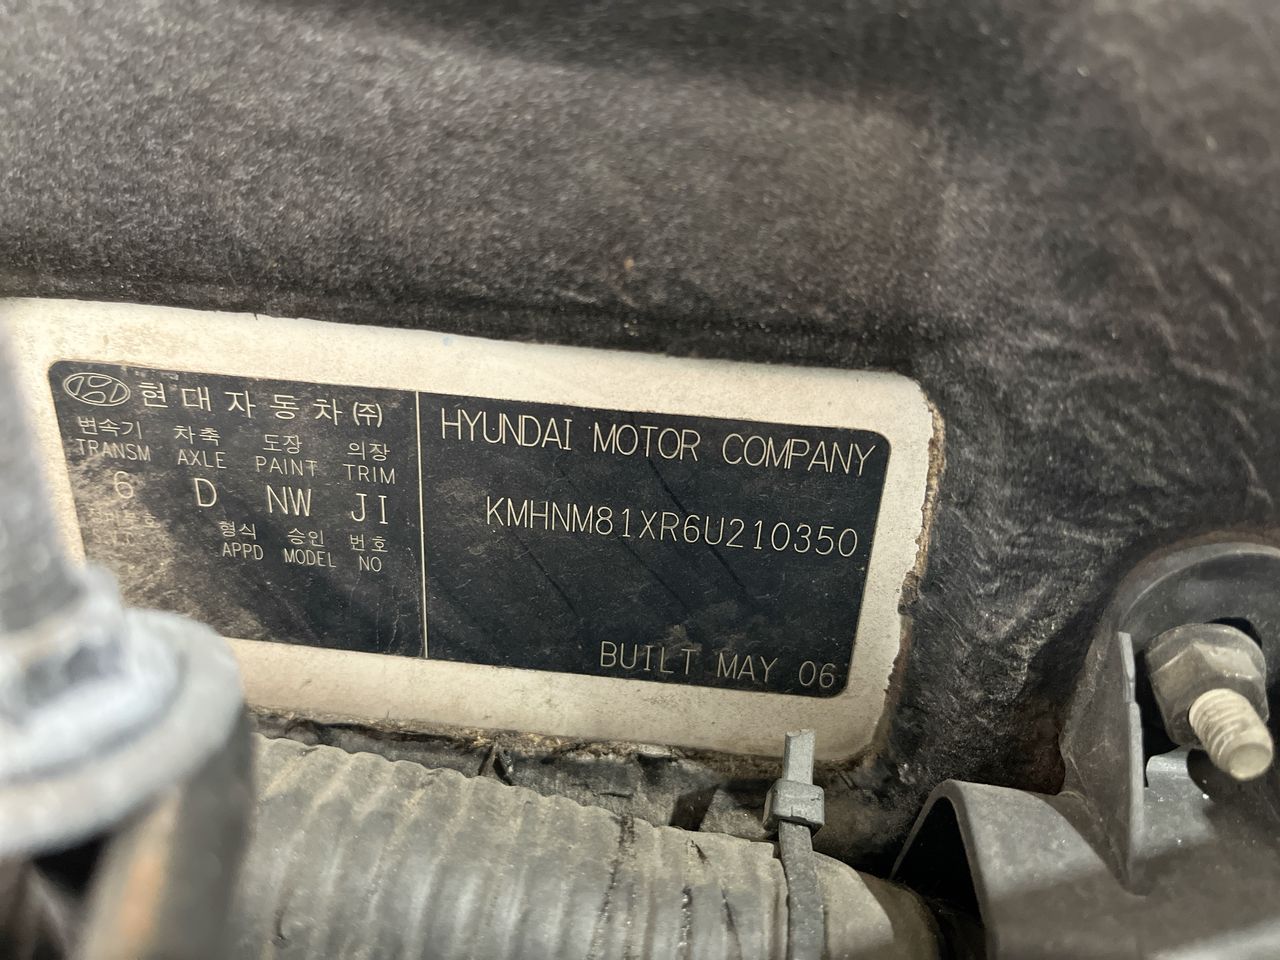 현대자동차㈜
변속기 차축 도장 의장
TRANSM AXLE PAINT TRIM
6 D NW JI
형식 승인 번호
APPD MODEL NO
HYUNDAI MOTOR COMPANY
KMHNM81XR6U210350
BUILT MAY 06